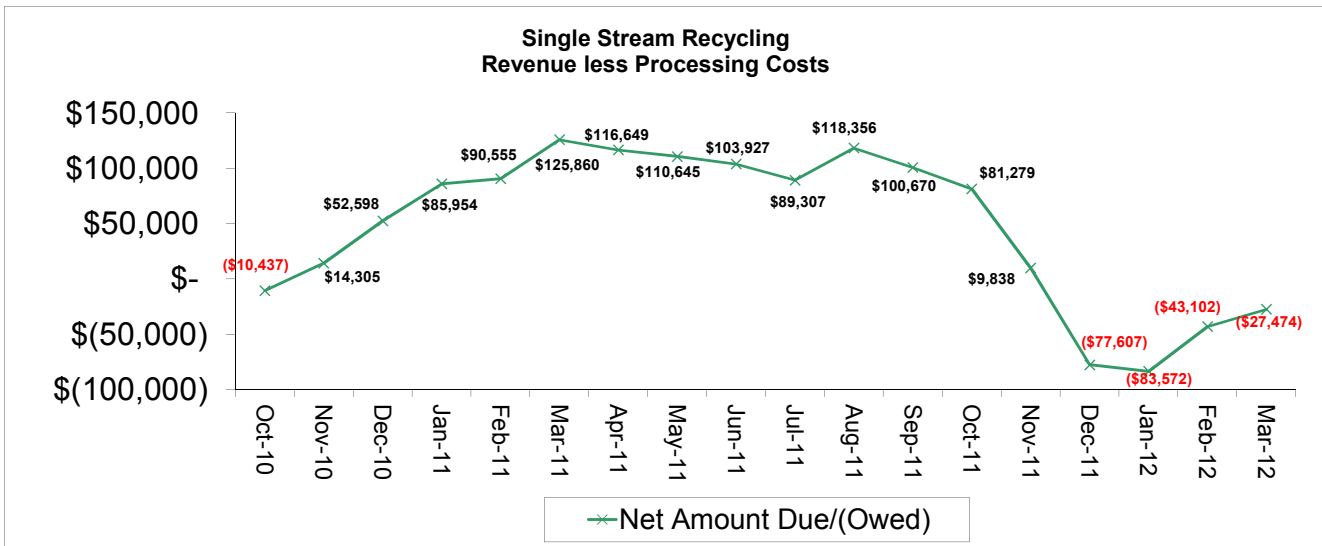 Single Stream Recycling
Revenue less Processing Costs
$150,000
$100,000
$50,000
$-
$(50,000)
$(100,000)
($10,437)
$14,305
$52,598
$85,954
$90,555
$125,860
$116,649
$110,645
$103,927
$89,307
$118,356
$100,670
$81,279
$9,838
($77,607)
($83,572)
($43,102)
($27,474)
Oct-10
Nov-10
Dec-10
Jan-11
Feb-11
Mar-11
Apr-11
May-11
Jun-11
Jul-11
Aug-11
Sep-11
Oct-11
Nov-11
Dec-11
Jan-12
Feb-12
Mar-12
Net Amount Due/(Owed)